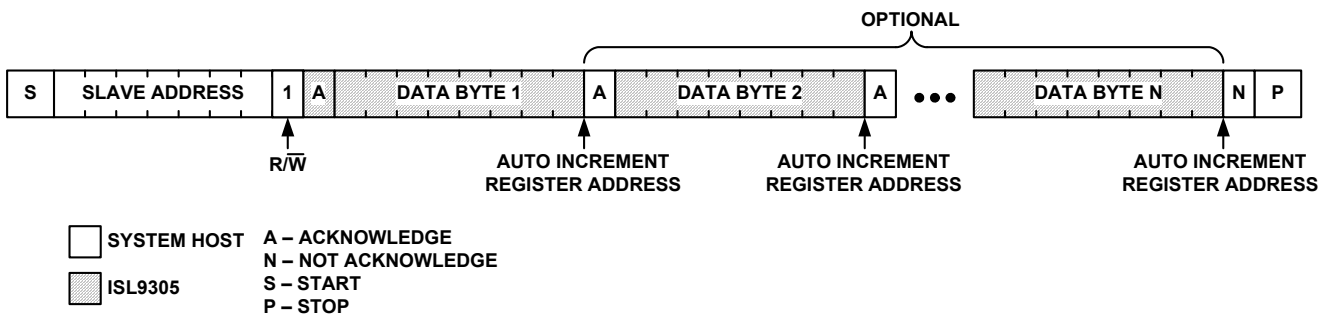 OPTIONAL
S SLAVE ADDRESS 1 A DATA BYTE 1 A DATA BYTE 2 A ●●● DATA BYTE N N P
R/W̅ AUTO INCREMENT AUTO INCREMENT AUTO INCREMENT
REGISTER ADDRESS REGISTER ADDRESS REGISTER ADDRESS
SYSTEM HOST A – ACKNOWLEDGE
N – NOT ACKNOWLEDGE
ISL9305 S – START
P – STOP